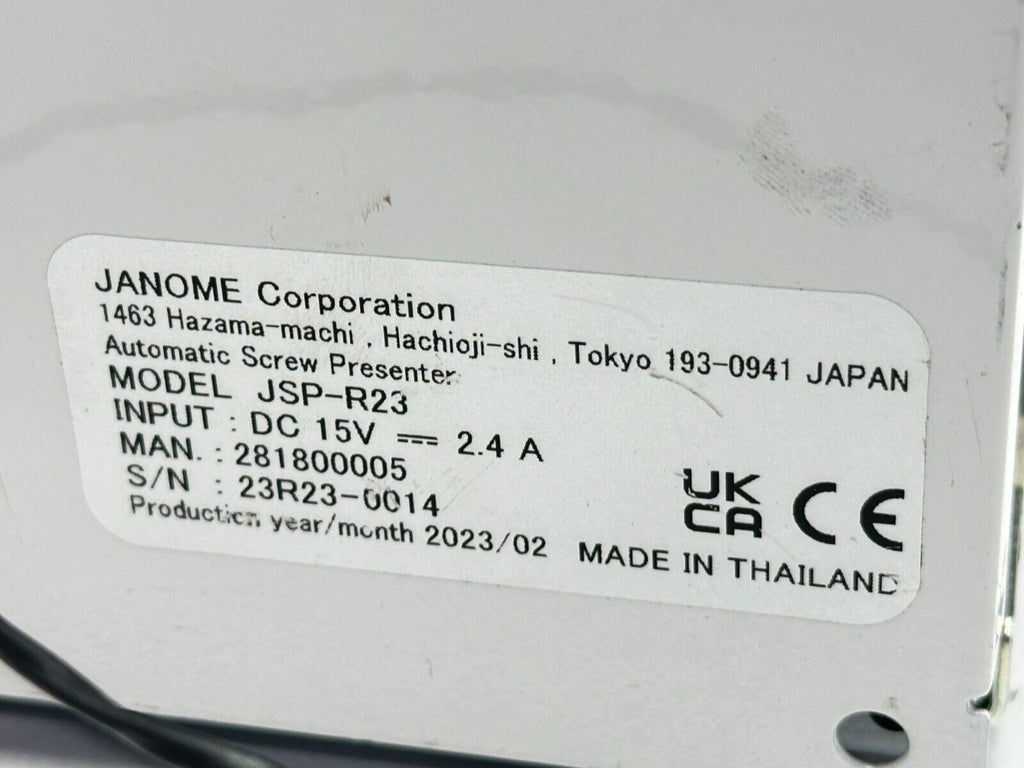 JANOME Corporation
1463 Hazama-machi , Hachioji-shi , Tokyo 193-0941 JAPAN
Automatic Screw Presenter
MODEL JSP-R23
INPUT : DC 15V ⎓ 2.4 A
MAN. : 281800005
S/N : 23R23-0014
Production year/month 2023/02
UK
CA
CE
MADE IN THAILAND